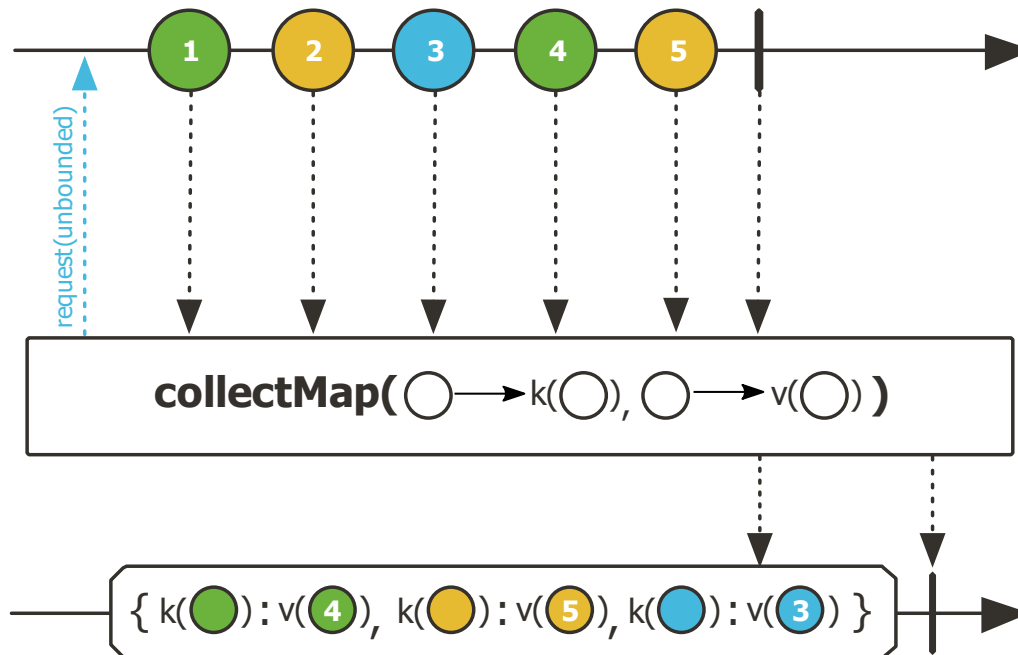 1 2 3 4 5
request(unbounded)
collectMap( k( ), v( ) )
{ k( ) : v( 4 ), k( ) : v( 5 ), k( ) : v( 3 ) }